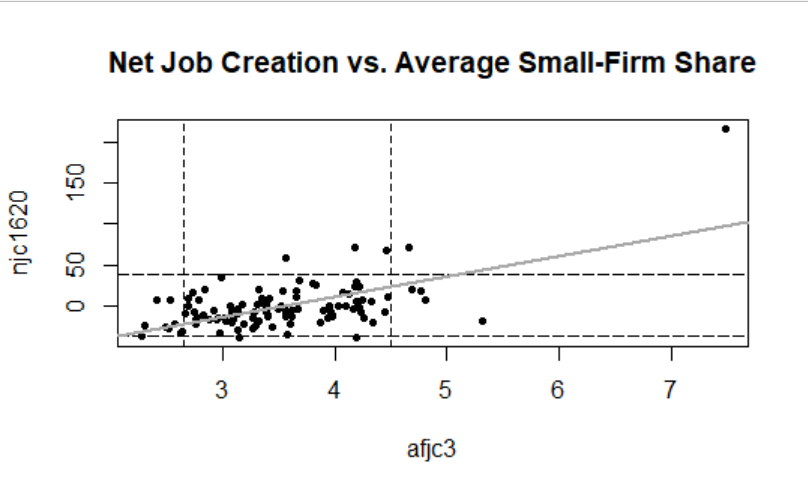 Net Job Creation vs. Average Small-Firm Share
njc1620
150
50
0
3 4 5 6 7
afjc3